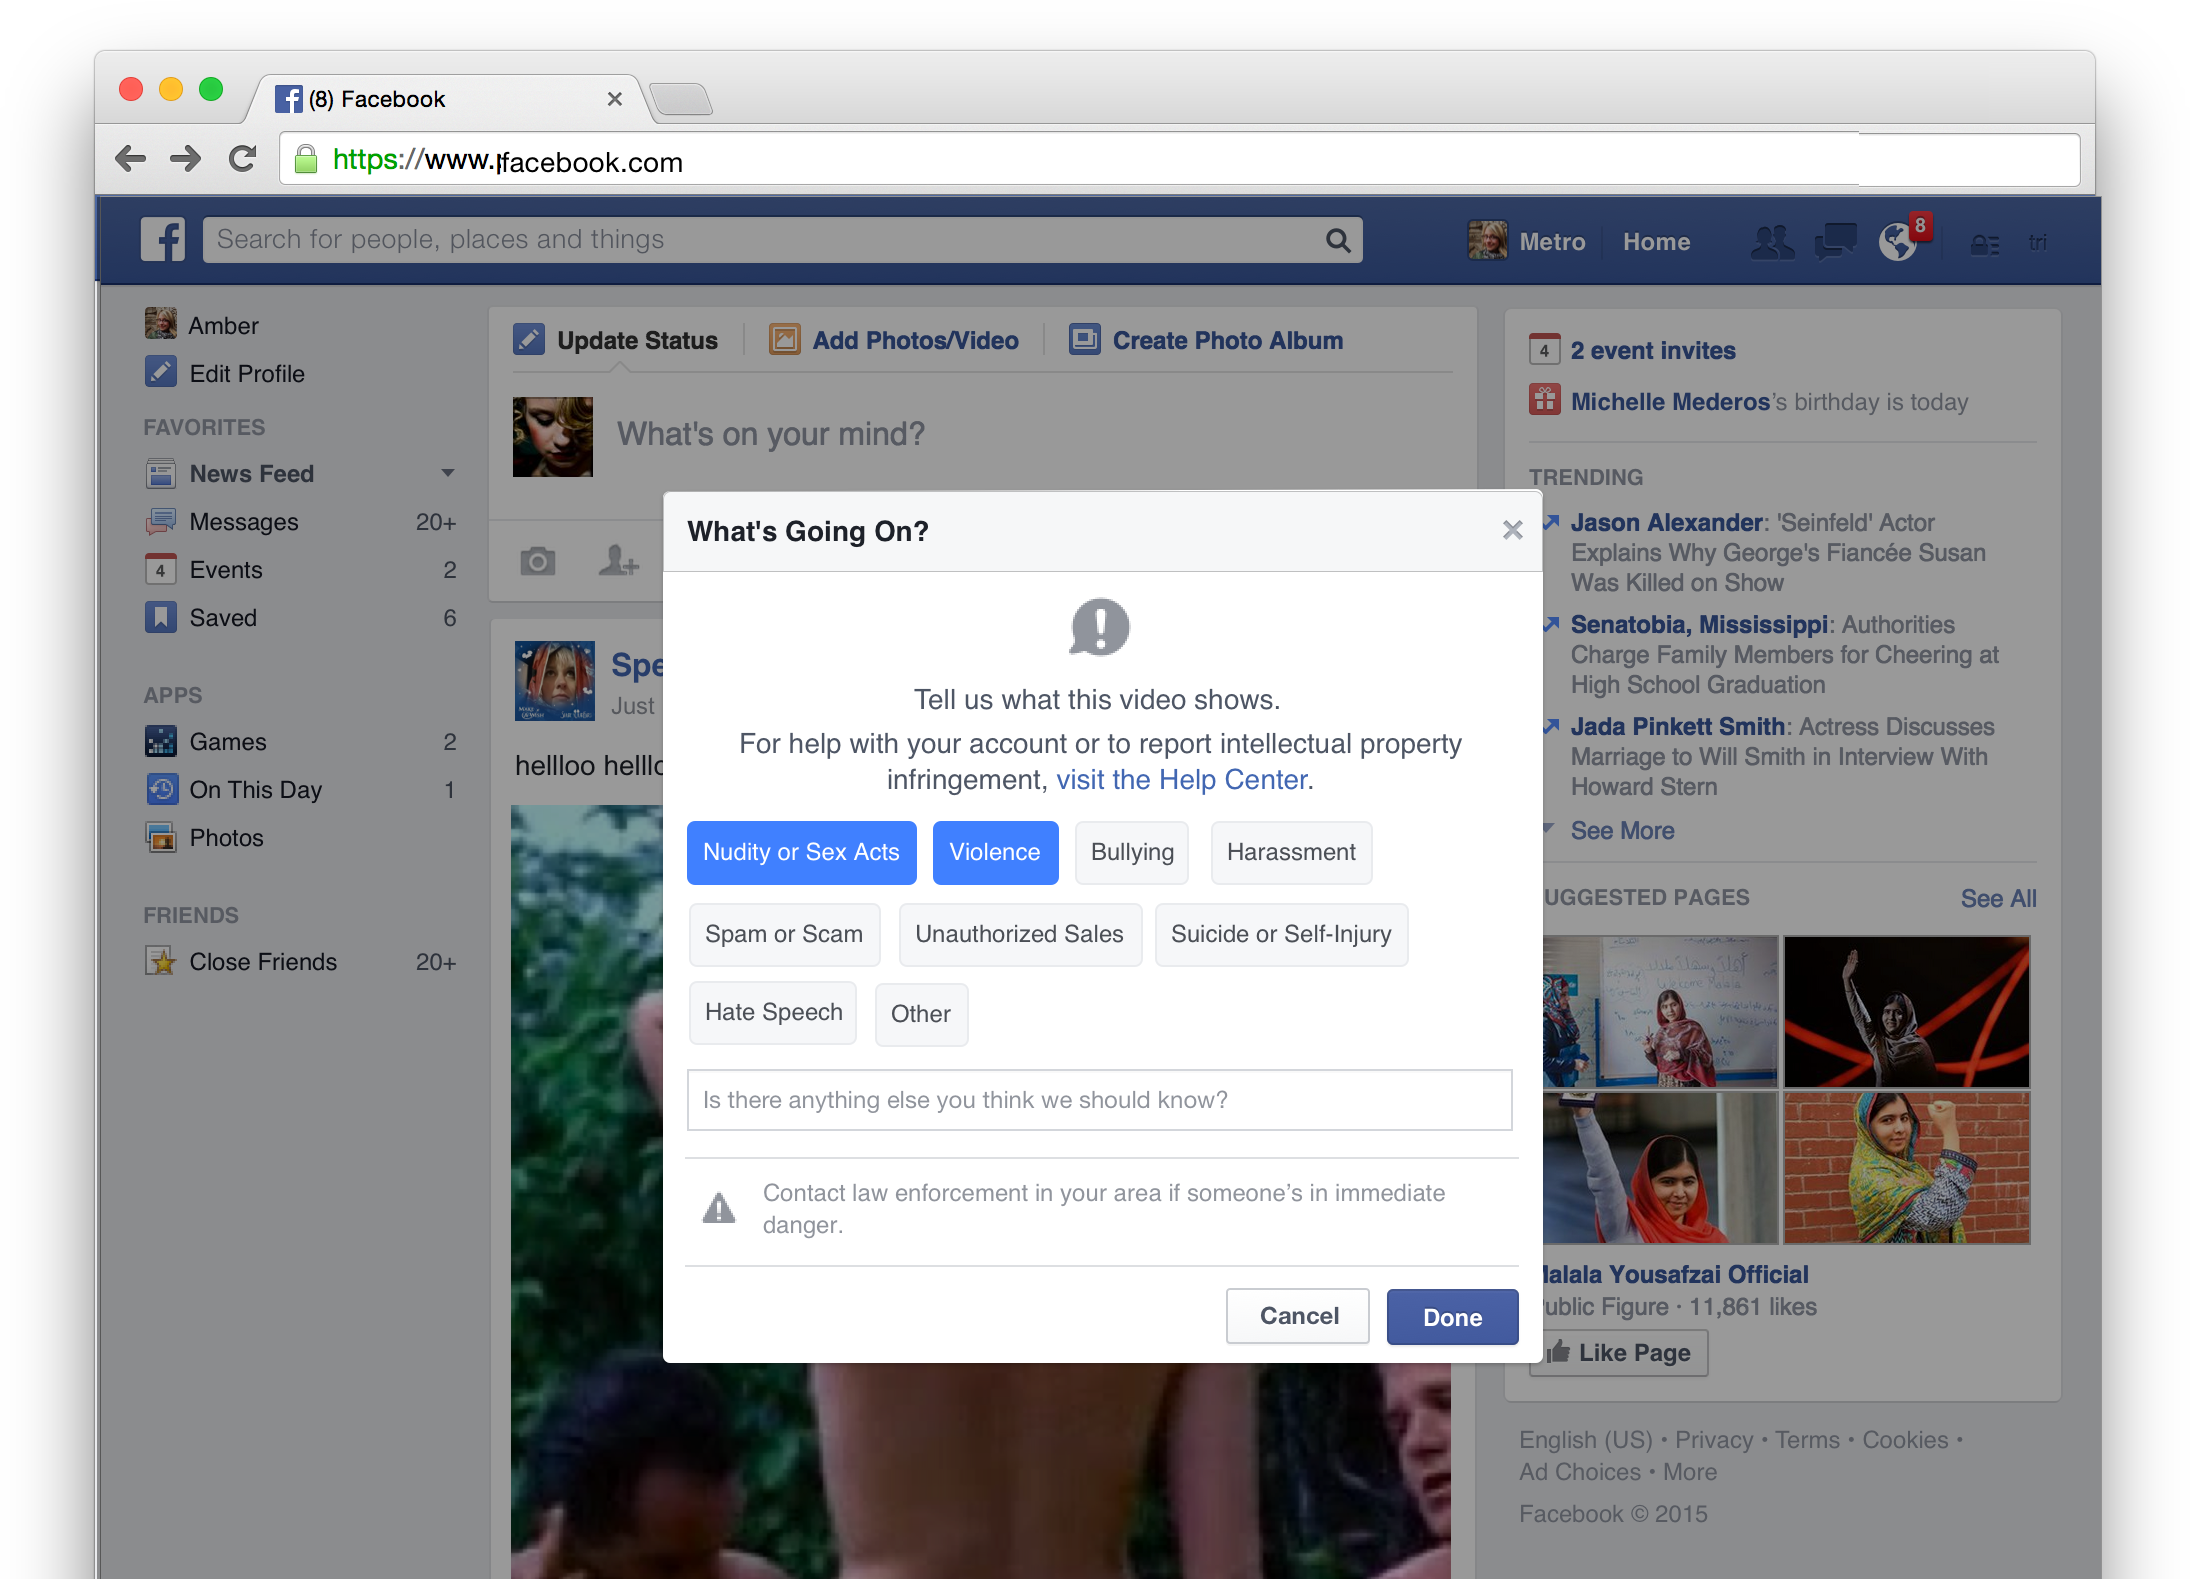 (8) Facebook
https://www.facebook.com
Search for people, places and things
Metro
Home
8
tri
Amber
Edit Profile
FAVORITES
News Feed
Messages 20+
4
Events 2
Saved 6
APPS
Games 2
On This Day 1
Photos
FRIENDS
Close Friends 20+
Update Status
Add Photos/Video
Create Photo Album
What's on your mind?
Spe
Just
hellloo helllo
What's Going On?
Tell us what this video shows.
For help with your account or to report intellectual property
infringement, visit the Help Center.
Nudity or Sex Acts
Violence
Bullying
Harassment
Spam or Scam
Unauthorized Sales
Suicide or Self-Injury
Hate Speech
Other
Is there anything else you think we should know?
Contact law enforcement in your area if someone’s in immediate
danger.
Cancel
Done
4
2 event invites
Michelle Mederos's birthday is today
TRENDING
Jason Alexander: 'Seinfeld' Actor
Explains Why George's Fiancée Susan
Was Killed on Show
Senatobia, Mississippi: Authorities
Charge Family Members for Cheering at
High School Graduation
Jada Pinkett Smith: Actress Discusses
Marriage to Will Smith in Interview With
Howard Stern
See More
UGGESTED PAGES
See All
Malala Yousafzai Official
ublic Figure · 11,861 likes
Like Page
English (US) · Privacy · Terms · Cookies ·
Ad Choices · More
Facebook © 2015